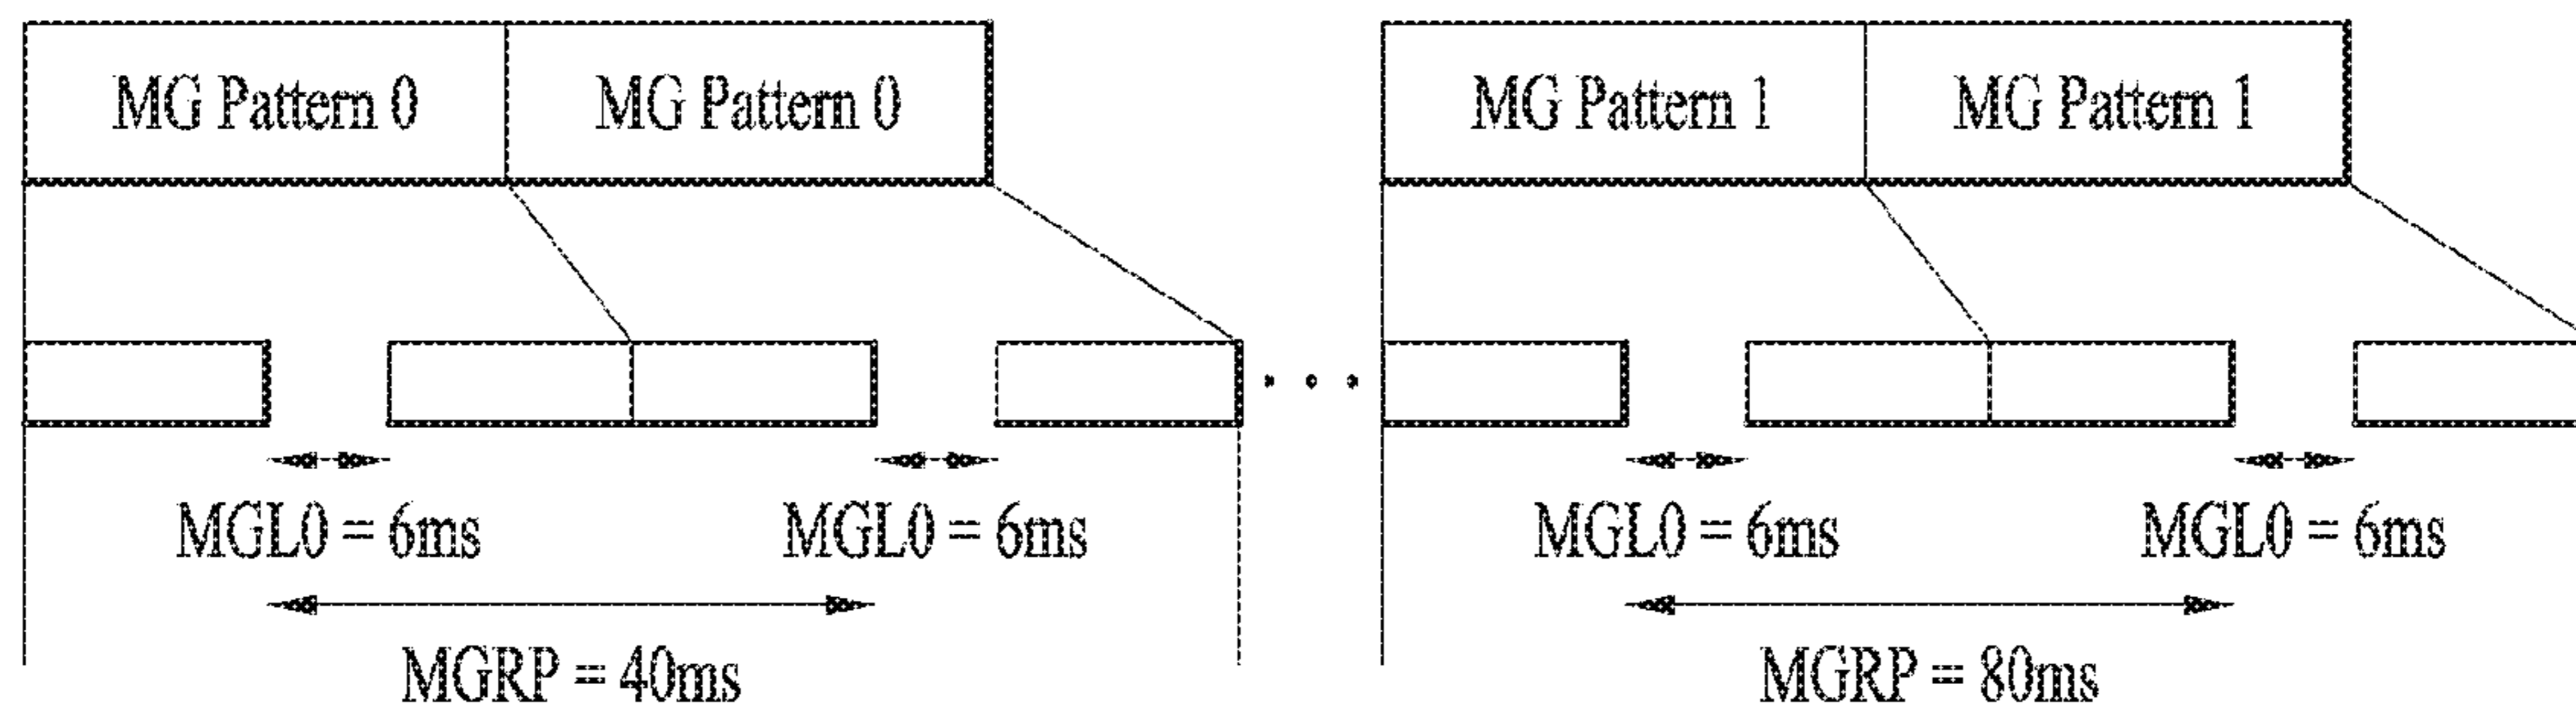 MG Pattern 0 MG Pattern 0 MG Pattern 1 MG Pattern 1
MGL0 = 6ms MGL0 = 6ms MGL0 = 6ms MGL0 = 6ms
MGRP = 40ms MGRP = 80ms